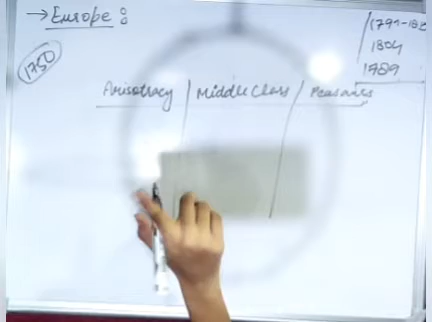 → Europe :
1750
1804
1789
Aristocracy | Middle Class | Peasants